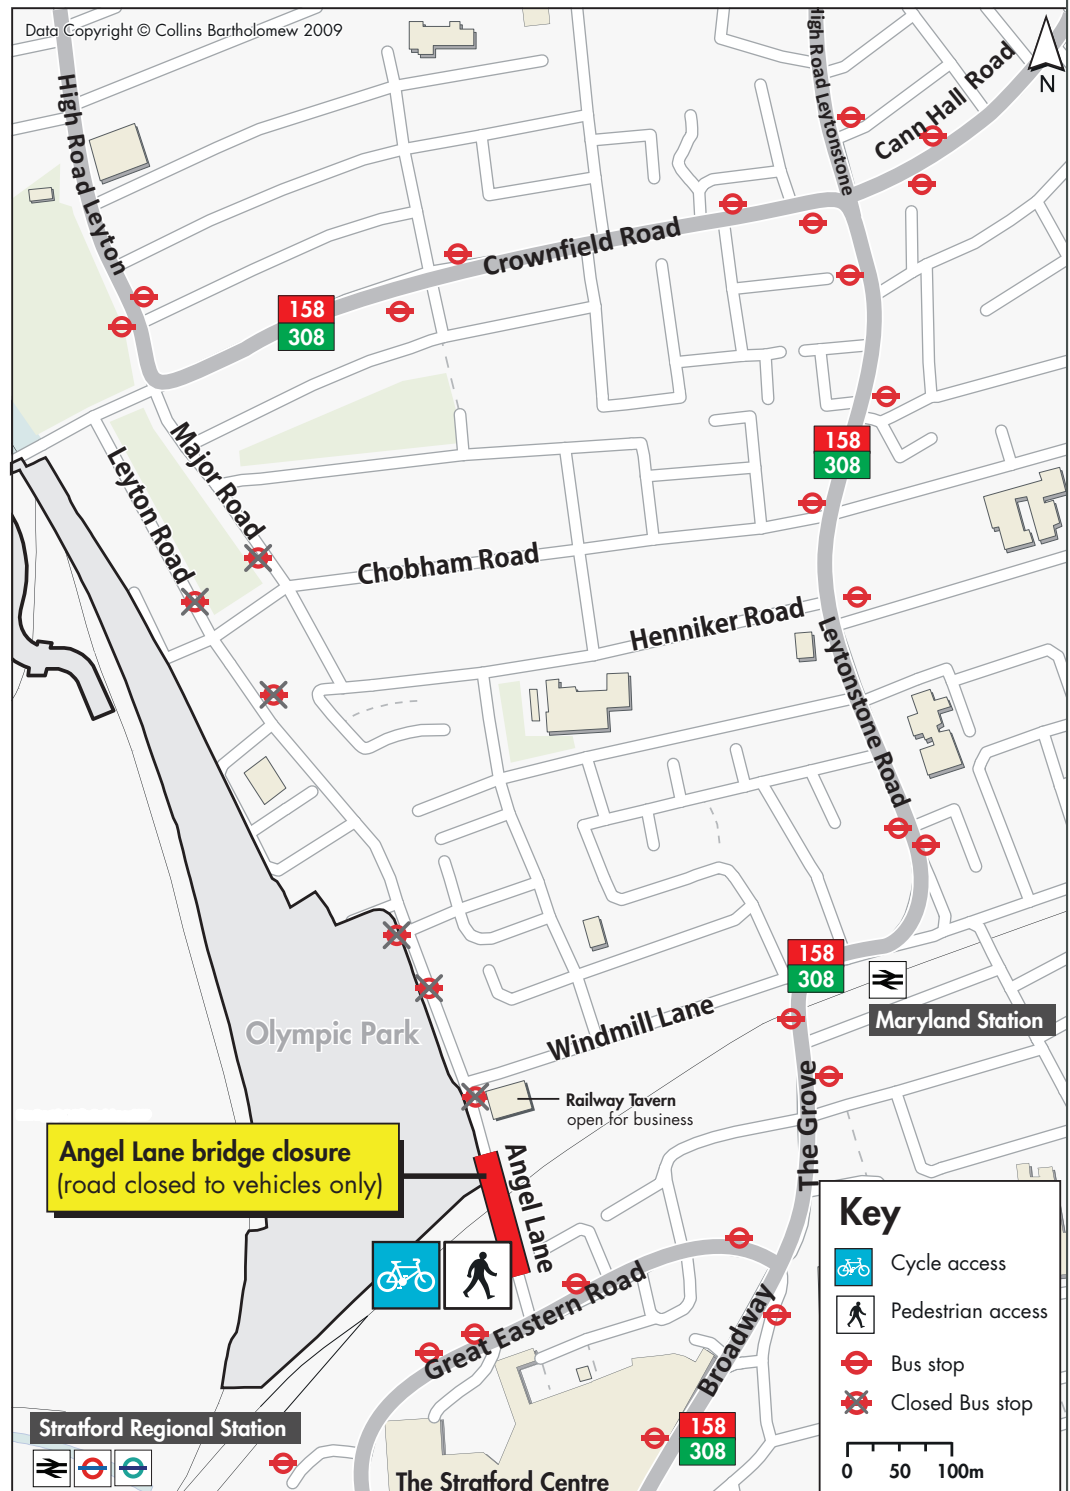 Data Copyright © Collins Bartholomew 2009
High Road Leyton
High Road Leytonstone
Cann Hall Road
N
Crownfield Road
158
308
Major Road
Leyton Road
158
308
Chobham Road
Henniker Road
Leytonstone Road
158
308
Maryland Station
Olympic Park
Windmill Lane
The Grove
Railway Tavern
open for business
Angel Lane bridge closure
(road closed to vehicles only)
Angel Lane
Great Eastern Road
Broadway
158
308
Stratford Regional Station
The Stratford Centre
Key
Cycle access
Pedestrian access
Bus stop
Closed Bus stop
0 50 100m